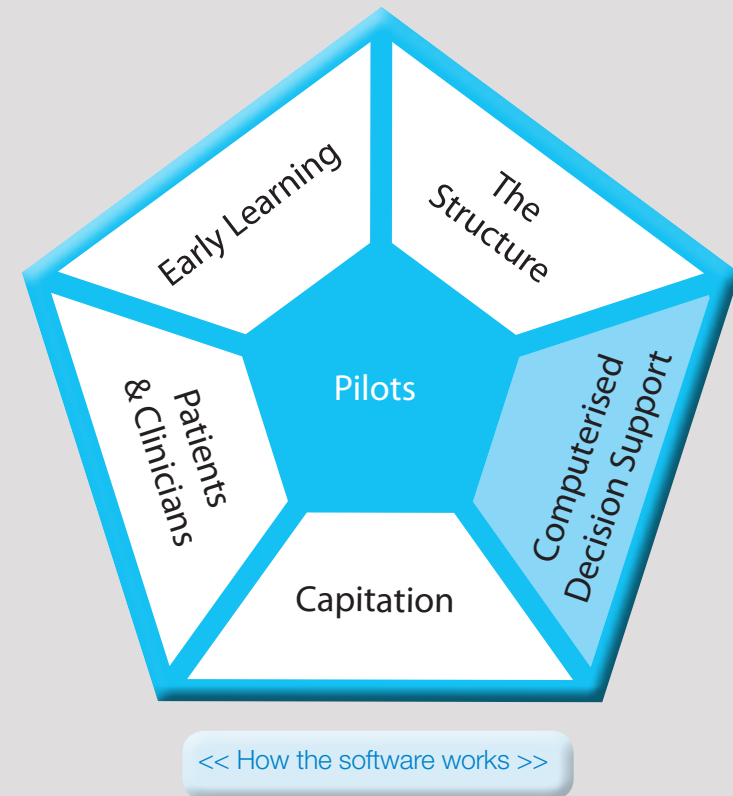 Early Learning
The
Structure
Pilots
Patients
& Clinicians
Computerised
Decision Support
Capitation
<< How the software works >>